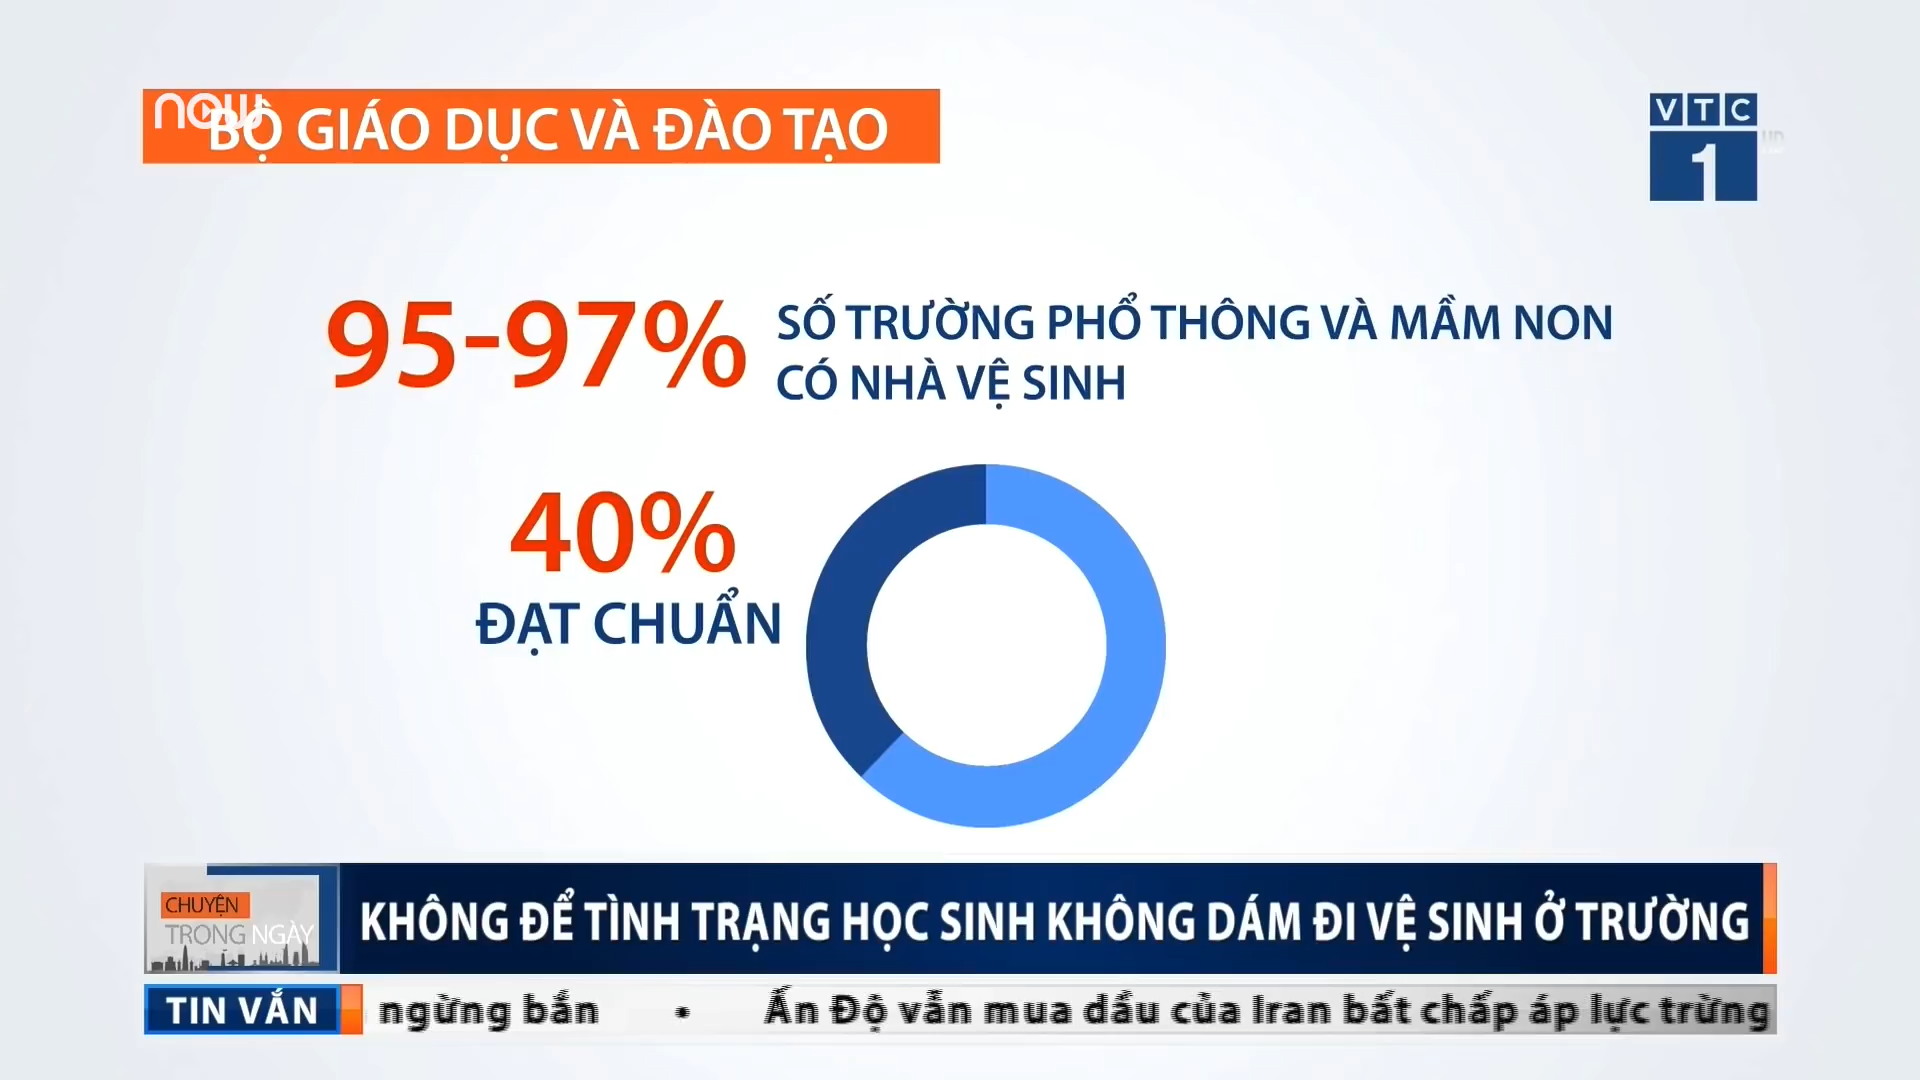 now
BỘ GIÁO DỤC VÀ ĐÀO TẠO
VTC
1
HD
95-97%
SỐ TRƯỜNG PHỔ THÔNG VÀ MẦM NON
CÓ NHÀ VỆ SINH
40%
ĐẠT CHUẨN
CHUYỆN
TRONG NGÀY
KHÔNG ĐỂ TÌNH TRẠNG HỌC SINH KHÔNG DÁM ĐI VỆ SINH Ở TRƯỜNG
TIN VẮN
ngừng bắn • Ấn Độ vẫn mua dầu của Iran bất chấp áp lực trừng